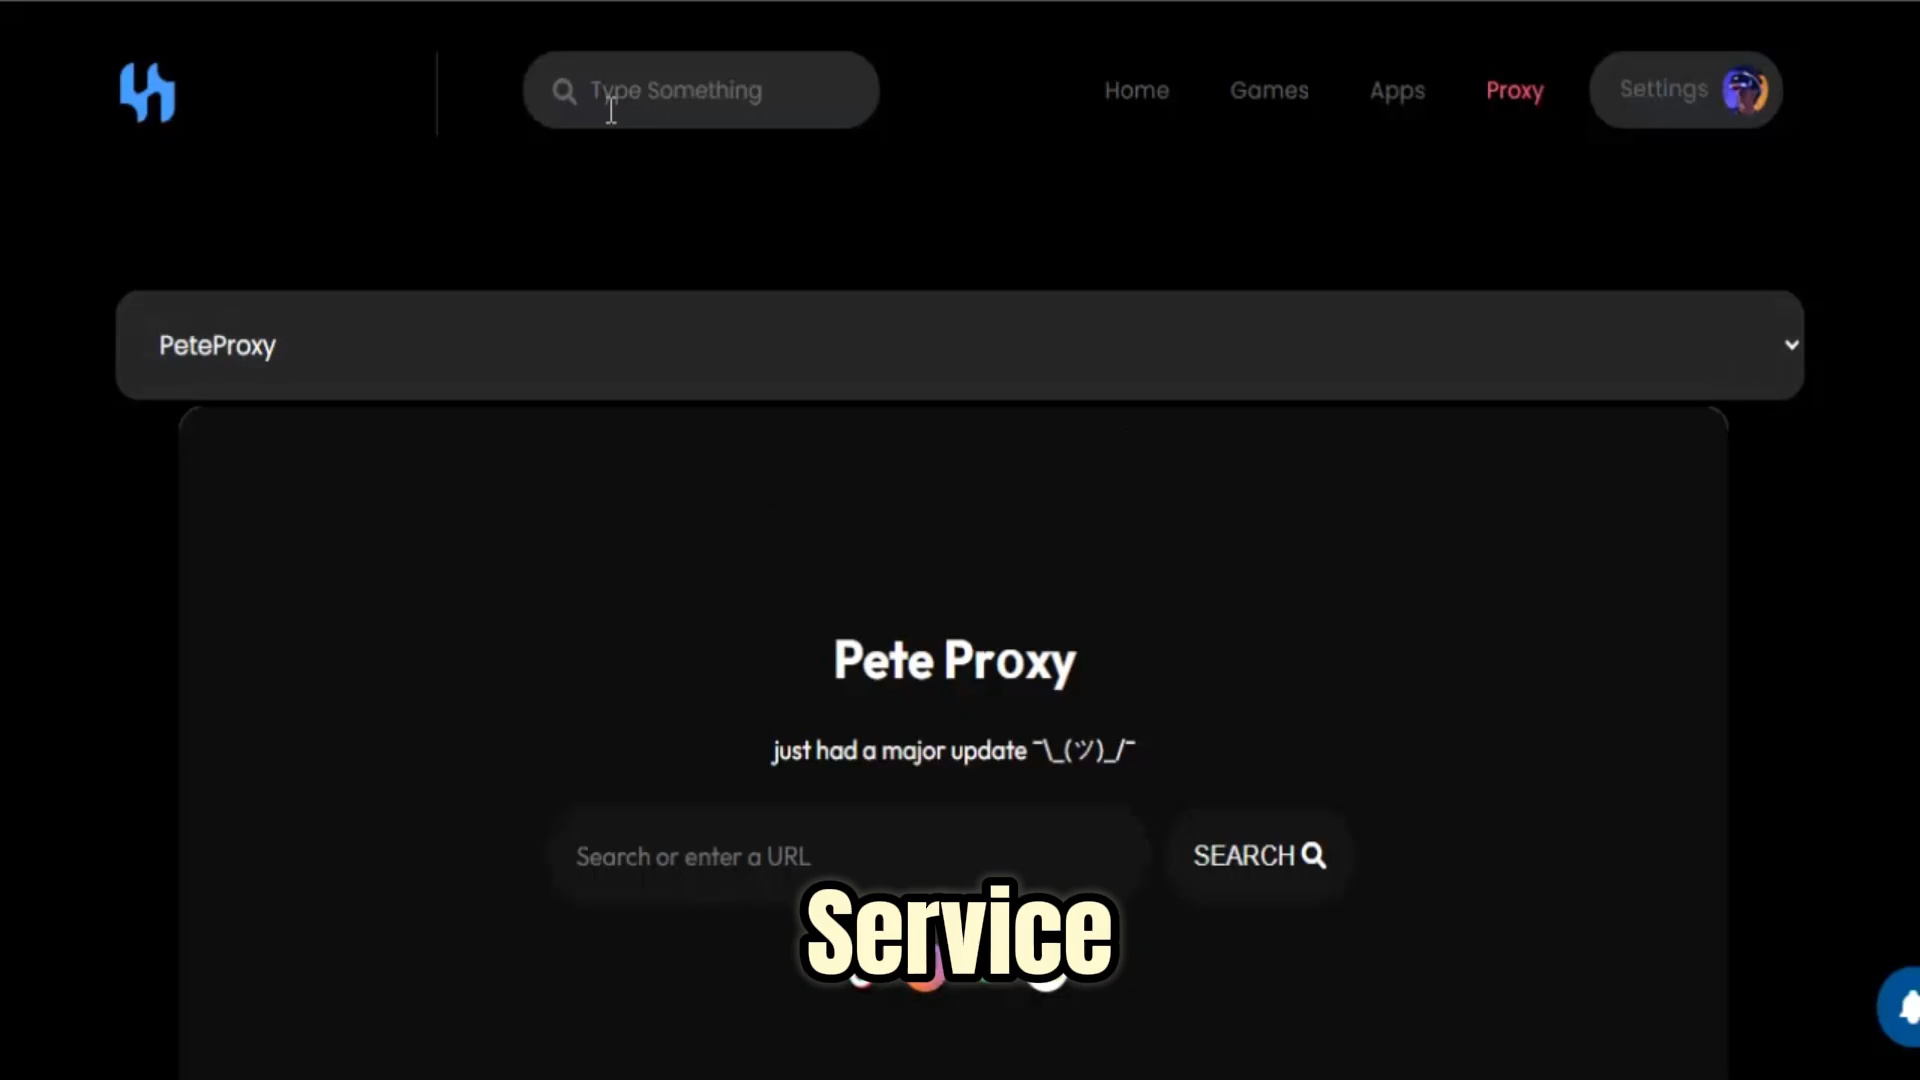 Type Something
Home
Games
Apps
Proxy
Settings
PeteProxy
Pete Proxy
just had a major update ¯\_(ツ)_/¯
Search or enter a URL
SEARCH
Service